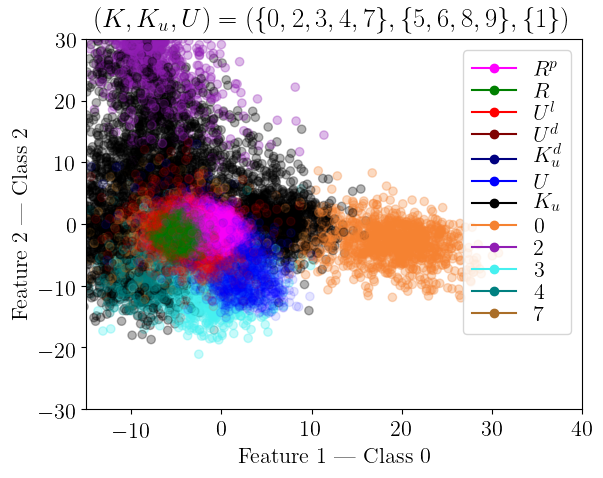 (K, K_u, U) = ({0, 2, 3, 4, 7}, {5, 6, 8, 9}, {1})
30
20
10
0
−10
−20
−30
Feature 2 — Class 2
R^p
R
U^l
U^d
K_u^d
U
K_u
0
2
3
4
7
−10
0
10
20
30
40
Feature 1 — Class 0